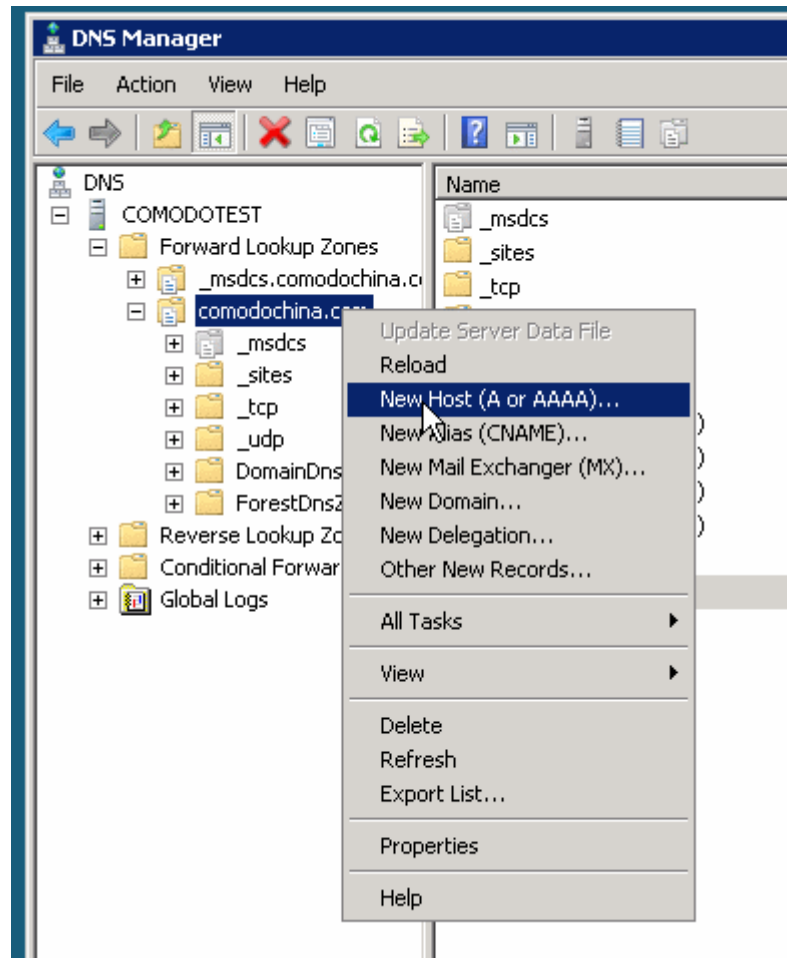 DNS Manager
File Action View Help
DNS
COMODOTEST
Forward Lookup Zones
_msdcs.comodochina.c
comodochina.com
_msdcs
_sites
_tcp
_udp
DomainDns
ForestDnsZ
Reverse Lookup Zo
Conditional Forwar
Global Logs
Name
_msdcs
_sites
_tcp
Update Server Data File
Reload
New Host (A or AAAA)...
New Alias (CNAME)...
New Mail Exchanger (MX)...
New Domain...
New Delegation...
Other New Records...
All Tasks
View
Delete
Refresh
Export List...
Properties
Help
)
)
)
)